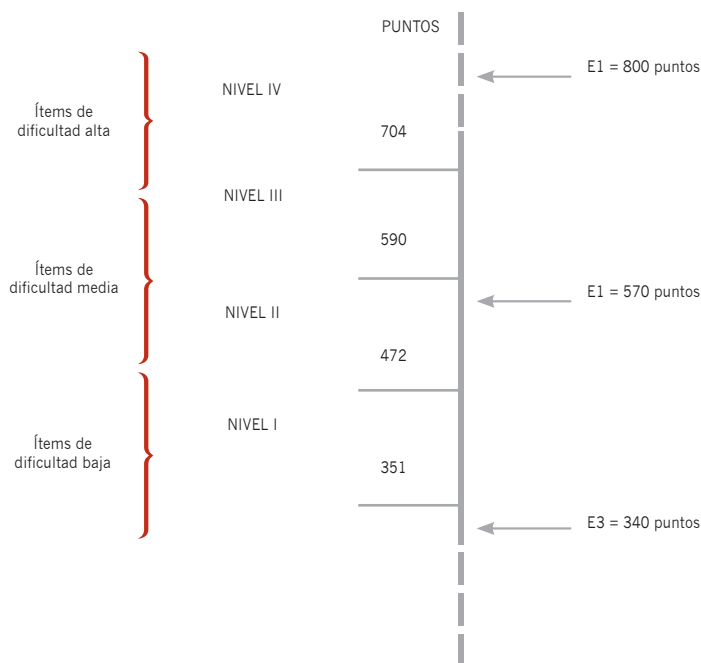 PUNTOS
E1 = 800 puntos
NIVEL IV
Ítems de
dificultad alta
704
NIVEL III
590
Ítems de
dificultad media
E1 = 570 puntos
NIVEL II
472
NIVEL I
Ítems de
dificultad baja
351
E3 = 340 puntos